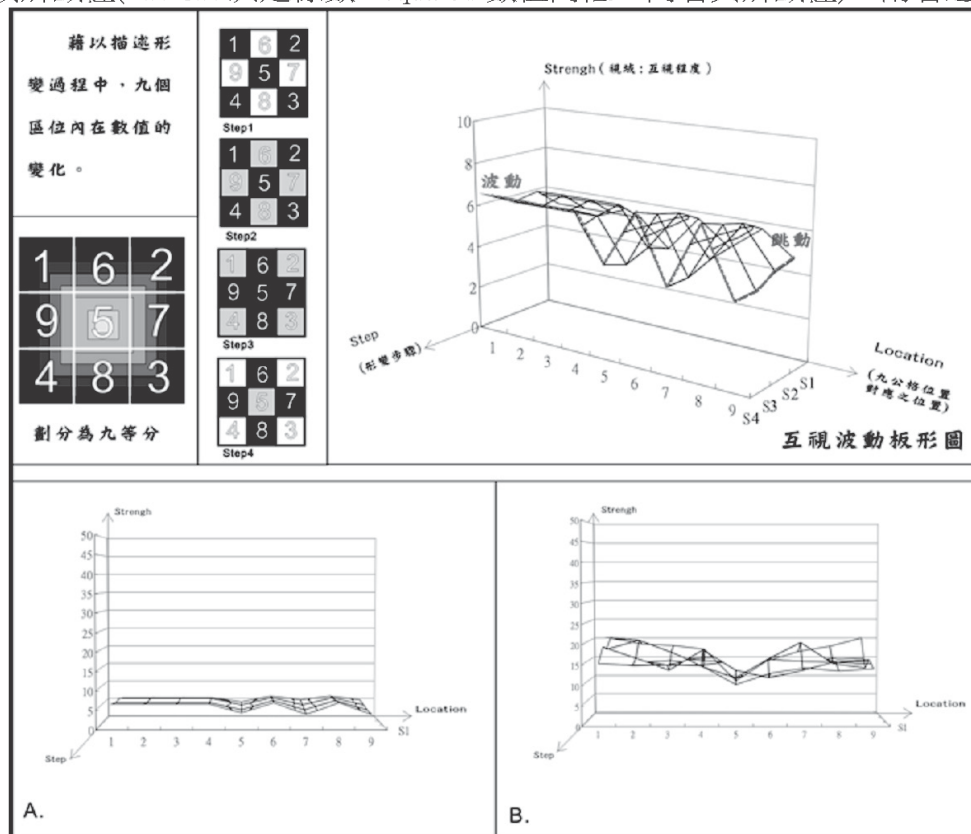 藉以描述形
變過程中，九個
區位內在數值的
變化。
1 6 2
9 5 7
4 8 3
劃分為九等分
1 6 2
9 5 7
4 8 3
Step1
1 6 2
9 5 7
4 8 3
Step2
1 6 2
9 5 7
4 8 3
Step3
1 6 2
9 5 7
4 8 3
Step4
Strengh(視域:互視程度)
10
8
6
4
2
0
波動
跳動
Step
(形變步驟)
1 2 3 4 5 6 7 8 9
S4 S3 S2 S1
Location
(九公格位置
對應之位置)
互視波動板形圖
Strengh
50
45
40
35
30
25
20
15
10
5
0
1 2 3 4 5 6 7 8 9
S1
Location
Step
A.
Strengh
50
45
40
35
30
25
20
15
10
5
0
1 2 3 4 5 6 7 8 9
S1
Location
Step
B.